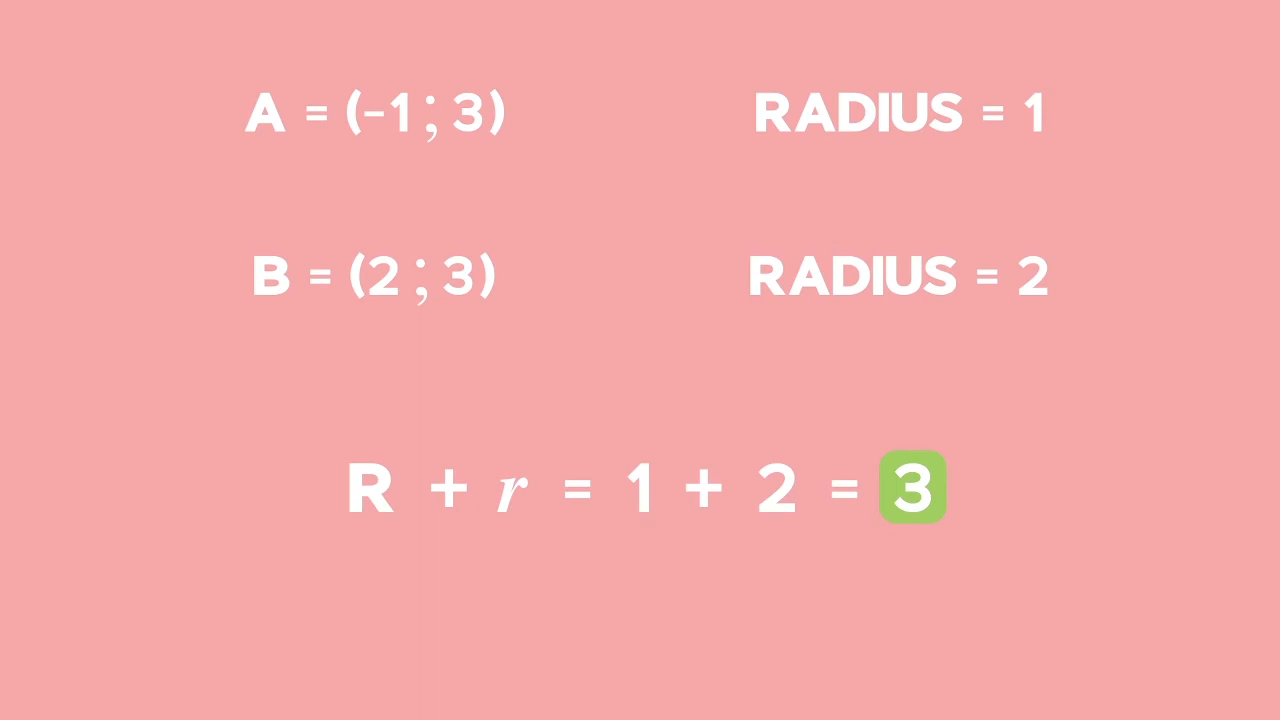 A = (-1 ; 3) RADIUS = 1
B = (2 ; 3) RADIUS = 2
R + r = 1 + 2 = 3